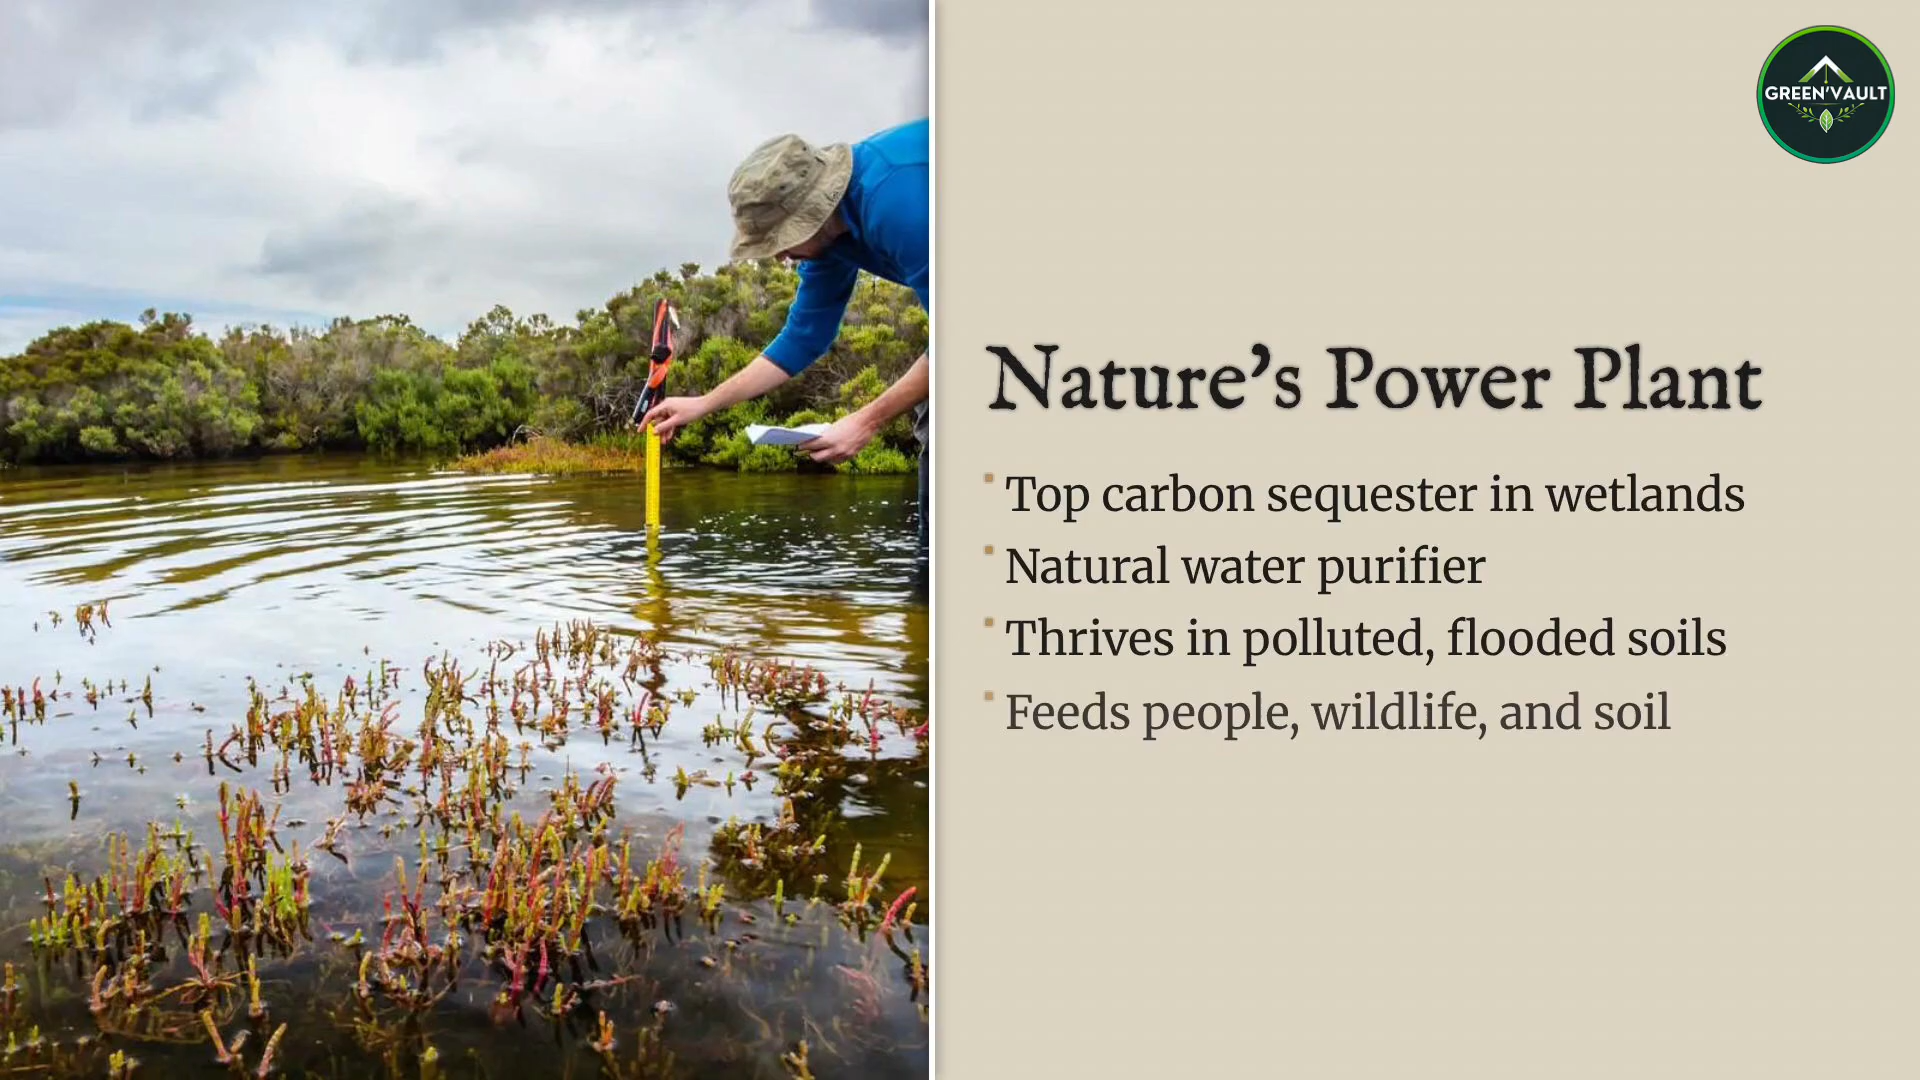 GREEN'VAULT
Nature's Power Plant
Top carbon sequester in wetlands
Natural water purifier
Thrives in polluted, flooded soils
Feeds people, wildlife, and soil